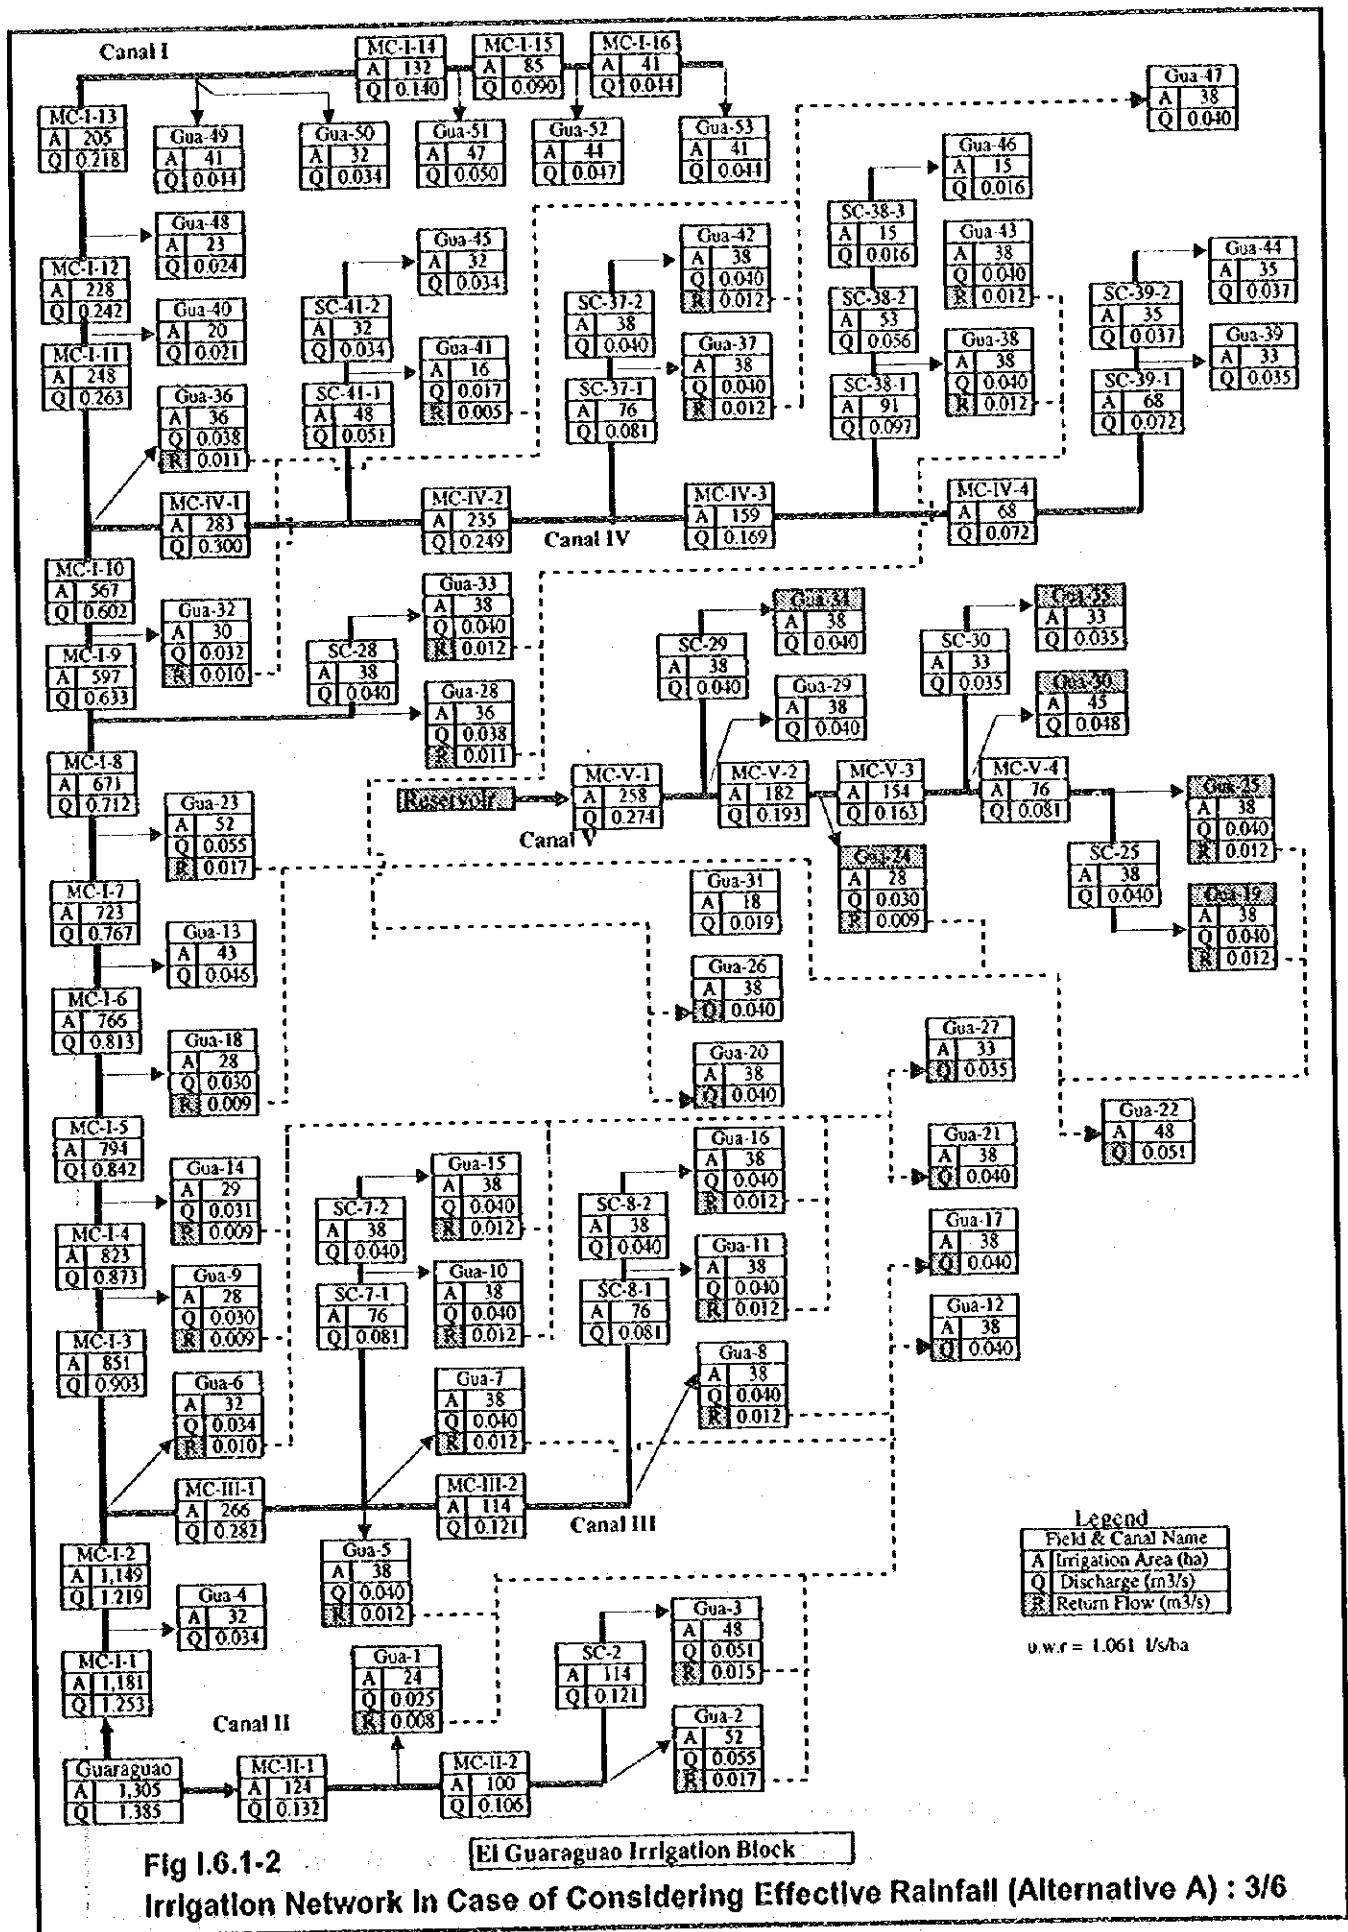 Canal I
MC-I-14
A 132
Q 0.140
MC-I-15
A 85
Q 0.090
MC-I-16
A 41
Q 0.044
Gua-47
A 38
Q 0.040
MC-I-13
A 205
Q 0.218
Gua-49
A 41
Q 0.044
Gua-50
A 32
Q 0.034
Gua-51
A 47
Q 0.050
Gua-52
A 44
Q 0.047
Gua-53
A 41
Q 0.044
Gua-46
A 15
Q 0.016
Gua-48
A 23
Q 0.024
Gua-45
A 32
Q 0.034
Gua-42
A 38
Q 0.040
R 0.012
SC-38-3
A 15
Q 0.016
Gua-43
A 38
Q 0.040
R 0.012
Gua-44
A 35
Q 0.037
MC-I-12
A 228
Q 0.242
Gua-40
A 20
Q 0.021
SC-41-2
A 32
Q 0.034
SC-37-2
A 38
Q 0.040
SC-38-2
A 53
Q 0.056
SC-39-2
A 35
Q 0.037
MC-I-11
A 248
Q 0.263
Gua-41
A 16
Q 0.017
R 0.005
Gua-37
A 38
Q 0.040
R 0.012
Gua-38
A 38
Q 0.040
R 0.012
Gua-39
A 33
Q 0.035
Gua-36
A 36
Q 0.038
R 0.011
SC-41-1
A 48
Q 0.051
SC-37-1
A 76
Q 0.081
SC-38-1
A 91
Q 0.097
SC-39-1
A 68
Q 0.072
MC-IV-1
A 283
Q 0.300
MC-IV-2
A 235
Q 0.249
Canal IV
MC-IV-3
A 159
Q 0.169
MC-IV-4
A 68
Q 0.072
MC-I-10
A 567
Q 0.602
Gua-32
A 30
Q 0.032
R 0.010
Gua-33
A 38
Q 0.040
R 0.012
Gua-34
A 38
Q 0.040
Gua-35
A 33
Q 0.035
MC-I-9
A 597
Q 0.633
SC-28
A 38
Q 0.040
SC-29
A 38
Q 0.040
SC-30
A 33
Q 0.035
Gua-28
A 36
Q 0.038
R 0.011
Gua-29
A 38
Q 0.040
Gua-30
A 45
Q 0.048
MC-I-8
A 671
Q 0.712
Reservoir
MC-V-1
A 258
Q 0.274
Canal V
MC-V-2
A 182
Q 0.193
MC-V-3
A 154
Q 0.163
MC-V-4
A 76
Q 0.081
Gua-25
A 38
Q 0.040
R 0.012
Gua-23
A 52
Q 0.055
R 0.017
Gua-24
A 28
Q 0.030
R 0.009
SC-25
A 38
Q 0.040
Gua-19
A 38
Q 0.040
R 0.012
MC-I-7
A 723
Q 0.767
Gua-31
A 18
Q 0.019
Gua-13
A 43
Q 0.046
Gua-26
A 38
Q 0.040
MC-I-6
A 766
Q 0.813
Gua-18
A 28
Q 0.030
R 0.009
Gua-20
A 38
Q 0.040
Gua-27
A 33
Q 0.035
MC-I-5
A 794
Q 0.842
Gua-22
A 48
Q 0.051
Gua-14
A 29
Q 0.031
R 0.009
Gua-15
A 38
Q 0.040
R 0.012
Gua-16
A 38
Q 0.040
R 0.012
Gua-21
A 38
Q 0.040
SC-7-2
A 38
Q 0.040
SC-8-2
A 38
Q 0.040
Gua-17
A 38
Q 0.040
MC-I-4
A 823
Q 0.873
Gua-9
A 28
Q 0.030
R 0.009
SC-7-1
A 76
Q 0.081
Gua-10
A 38
Q 0.040
R 0.012
SC-8-1
A 76
Q 0.081
Gua-11
A 38
Q 0.040
R 0.012
Gua-12
A 38
Q 0.040
MC-I-3
A 851
Q 0.903
Gua-6
A 32
Q 0.034
R 0.010
Gua-7
A 38
Q 0.040
R 0.012
Gua-8
A 38
Q 0.040
R 0.012
MC-III-1
A 266
Q 0.282
MC-III-2
A 114
Q 0.121
Canal III
MC-I-2
A 1,149
Q 1.219
Gua-5
A 38
Q 0.040
R 0.012
Gua-4
A 32
Q 0.034
Legend
Field & Canal Name
A Irrigation Area (ha)
Q Discharge (m3/s)
R Return Flow (m3/s)
u.w.r = 1.061 l/s/ha
MC-I-1
A 1,181
Q 1.253
Gua-1
A 24
Q 0.025
R 0.008
SC-2
A 114
Q 0.121
Gua-3
A 48
Q 0.051
R 0.015
Canal II
Gua-2
A 52
Q 0.055
R 0.017
Guaraguao
A 1,305
Q 1.385
MC-II-1
A 124
Q 0.132
MC-II-2
A 100
Q 0.106
El Guaraguao Irrigation Block
Fig I.6.1-2
Irrigation Network in Case of Considering Effective Rainfall (Alternative A) : 3/6